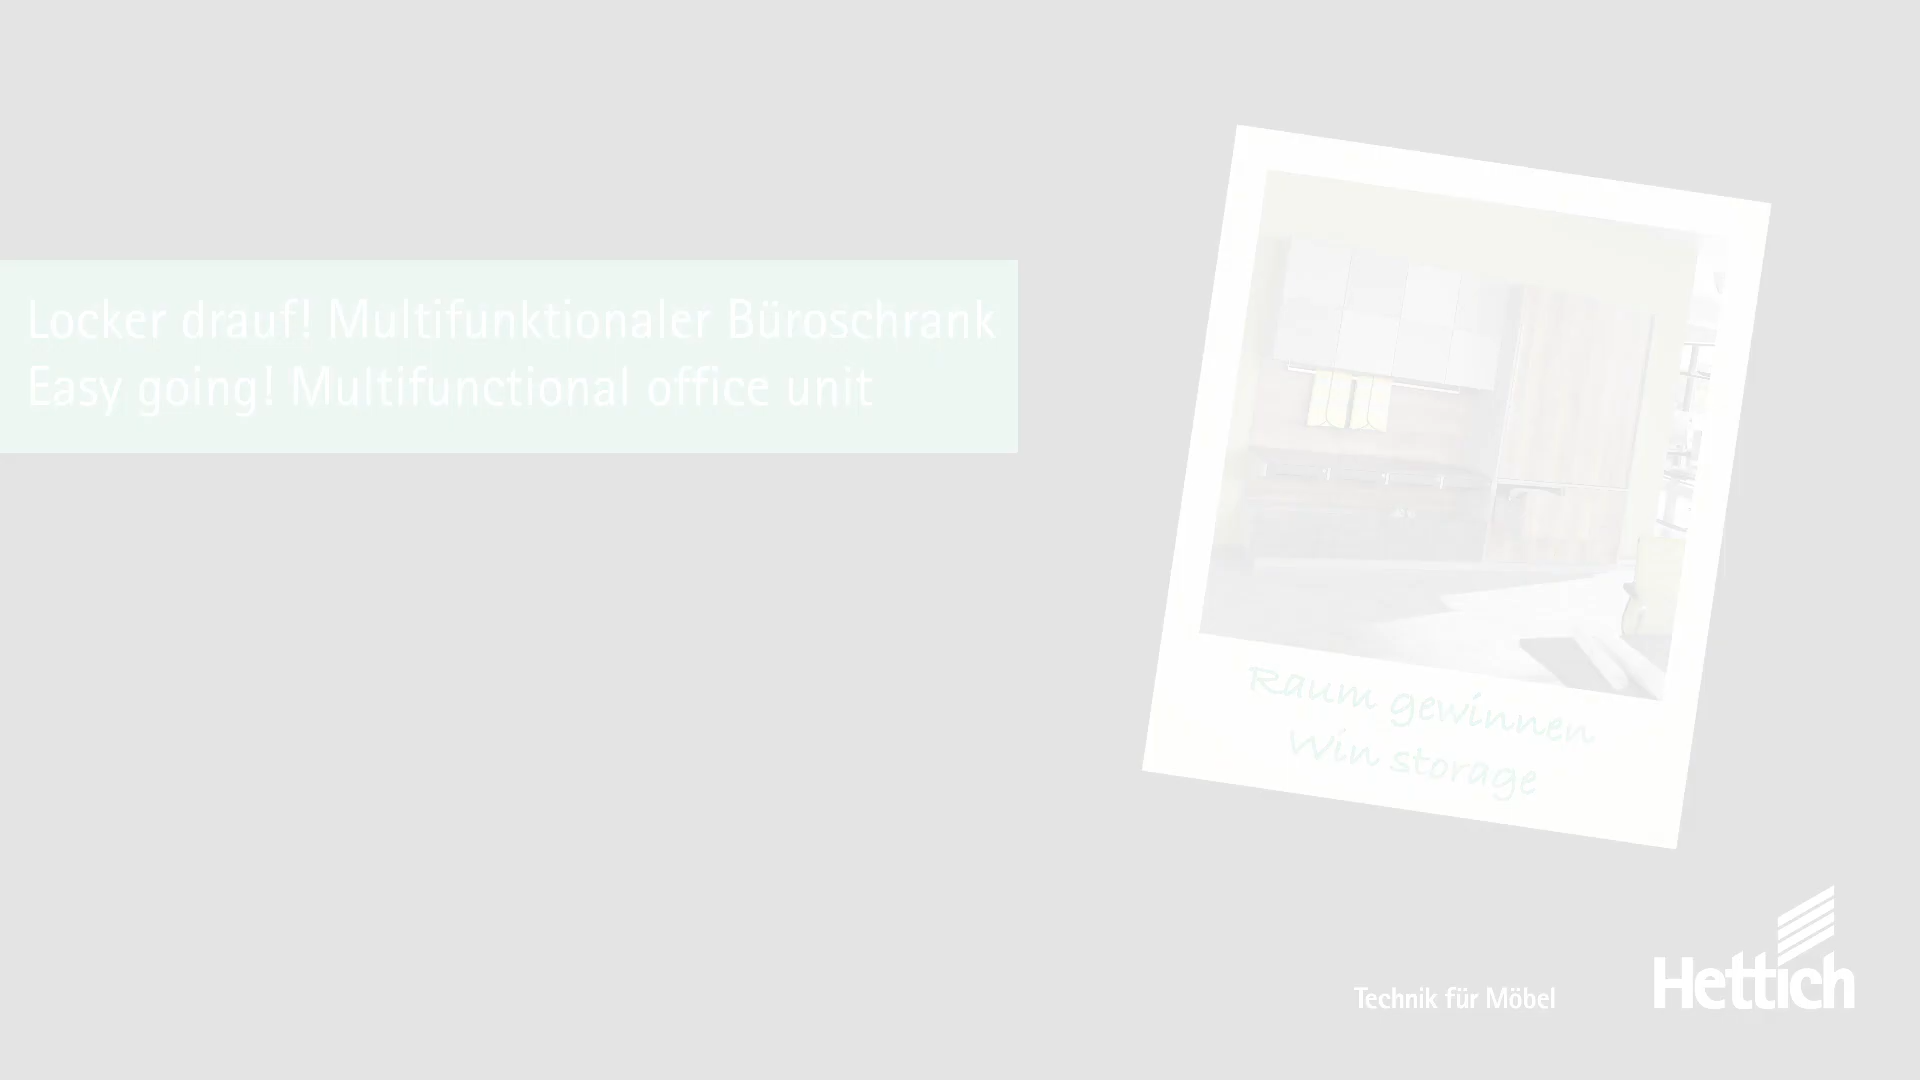 Locker drauf! Multifunktionaler Büroschrank
Easy going! Multifunctional office unit
Raum gewinnen
Win storage
Technik für Möbel
Hettich